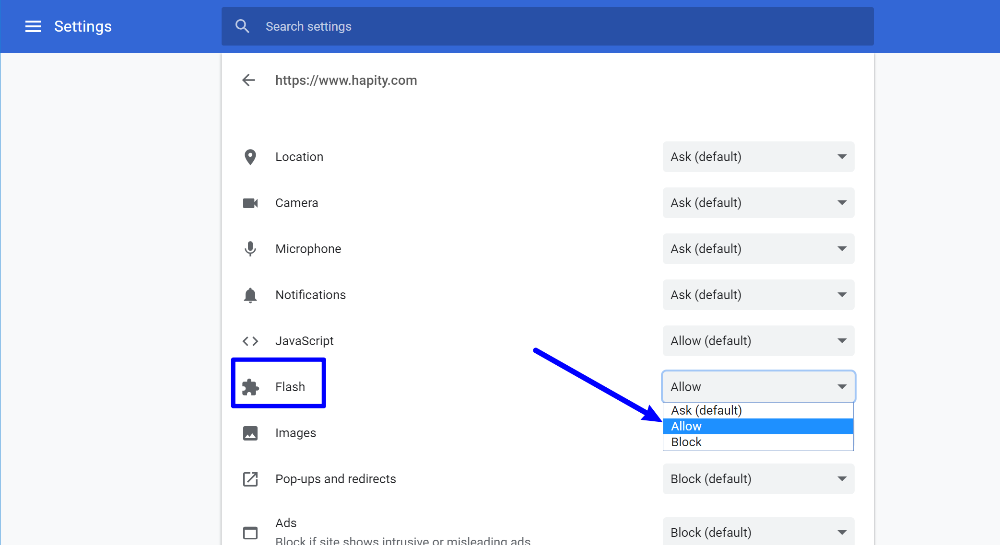 Settings
Search settings
https://www.hapity.com
Location
Ask (default)
Camera
Ask (default)
Microphone
Ask (default)
Notifications
Ask (default)
JavaScript
Allow (default)
Flash
Allow
Ask (default)
Allow
Block
Images
Pop-ups and redirects
Block (default)
Ads
Block if site shows intrusive or misleading ads
Block (default)